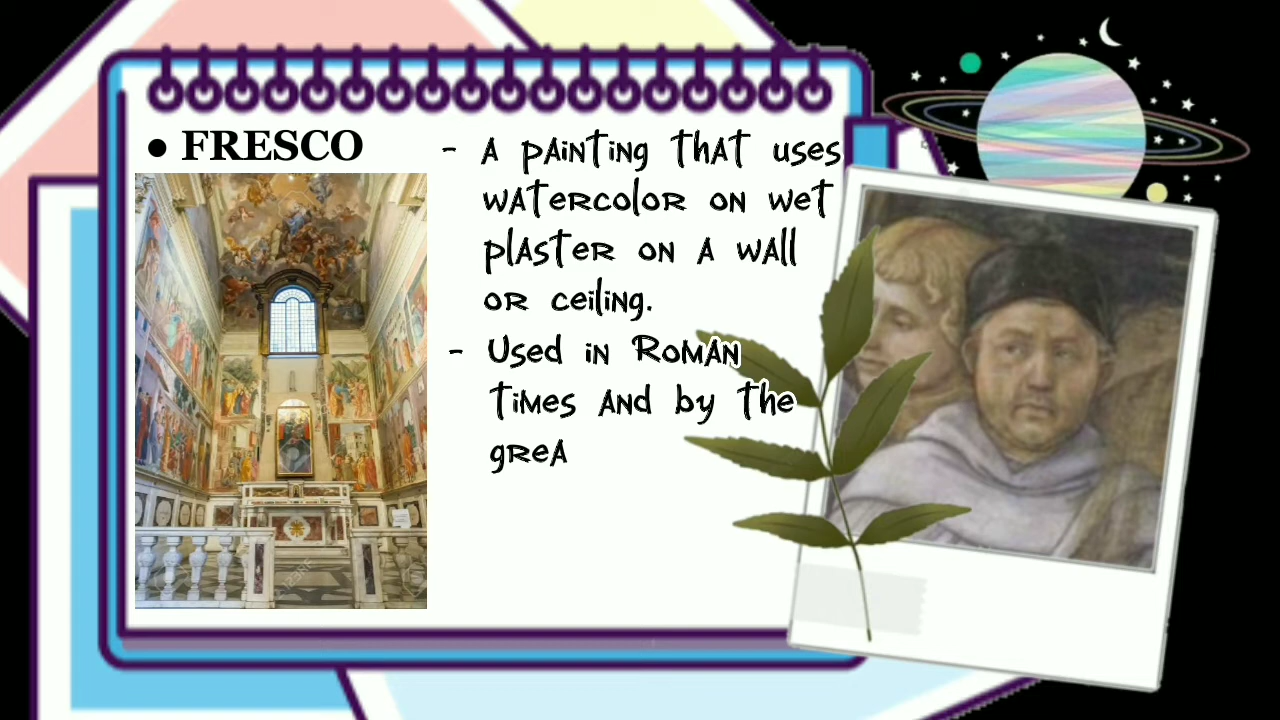 • FRESCO
- A painting that uses
watercolor on wet
plaster on a wall
or ceiling.
- Used in Roman
times and by the
grea
123RF